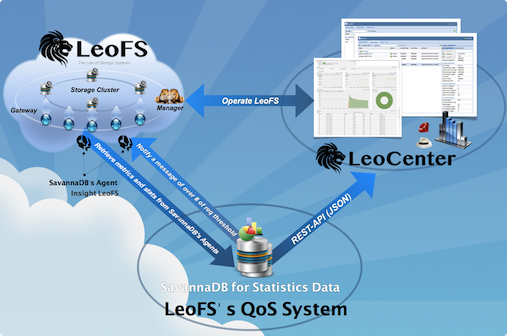 LeoFS
The Lion of Storage Systems
Storage Cluster
Gateway
Manager
Operate LeoFS
LeoCenter
SavannaDB's Agent
Insight LeoFS
Retrieve metrics and stats from SavannaDB's Agents
Notify a message of over # of req threshold
REST-API (JSON)
SavannaDB for Statistics Data
LeoFS's QoS System